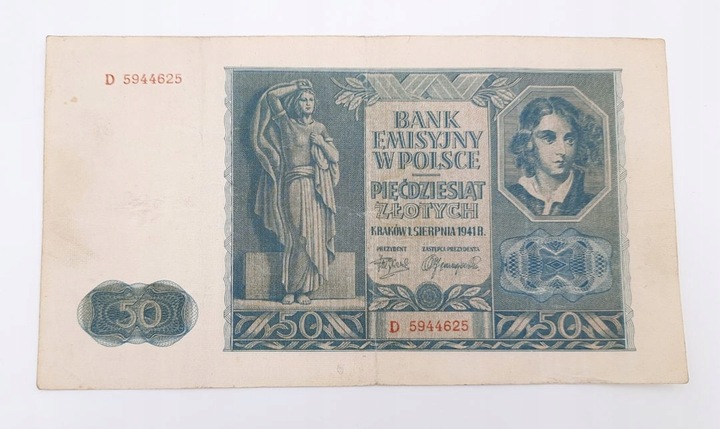 D 5944625
BANK
EMISYJNY
W POLSCE
PIĘĆDZIESIĄT
ZŁOTYCH
KRAKÓW 1. SIERPNIA 1941 R.
PREZYDENT ZASTĘPCA PREZYDENTA
50
50
D 5944625
50